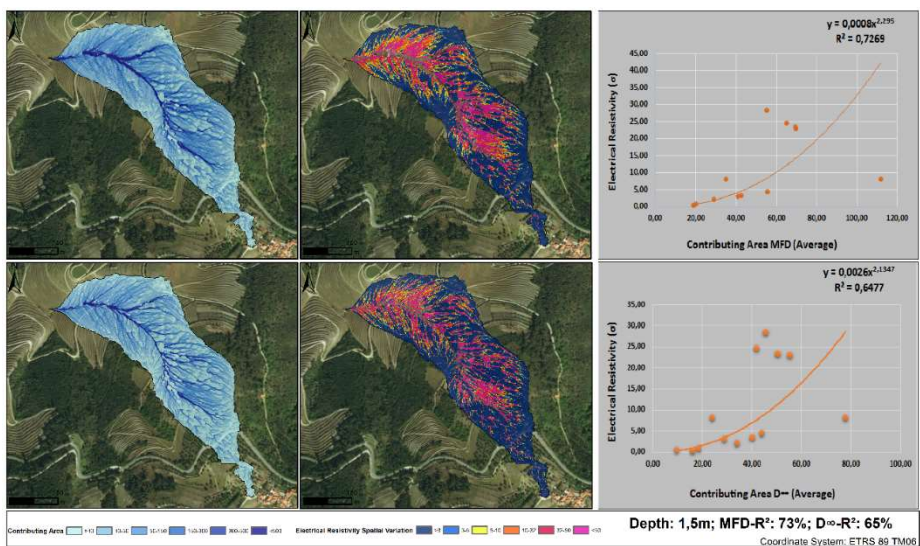 y = 0,0008x^2,295
R² = 0,7269
45,00
40,00
35,00
30,00
25,00
20,00
15,00
10,00
5,00
0,00
Electrical Resistivity (σ)
0,00 20,00 40,00 60,00 80,00 100,00 120,00
Contributing Area MFD (Average)
y = 0,0026x^2,1347
R² = 0,6477
35,00
30,00
25,00
20,00
15,00
10,00
5,00
0,00
Electrical Resistivity (σ)
0,00 20,00 40,00 60,00 80,00 100,00
Contributing Area D∞ (Average)
Contributing Area
Electrical Resistivity Spatial Variation
Depth: 1,5m; MFD-R²: 73%; D∞-R²: 65%
Coordinate System: ETRS 89 TM06